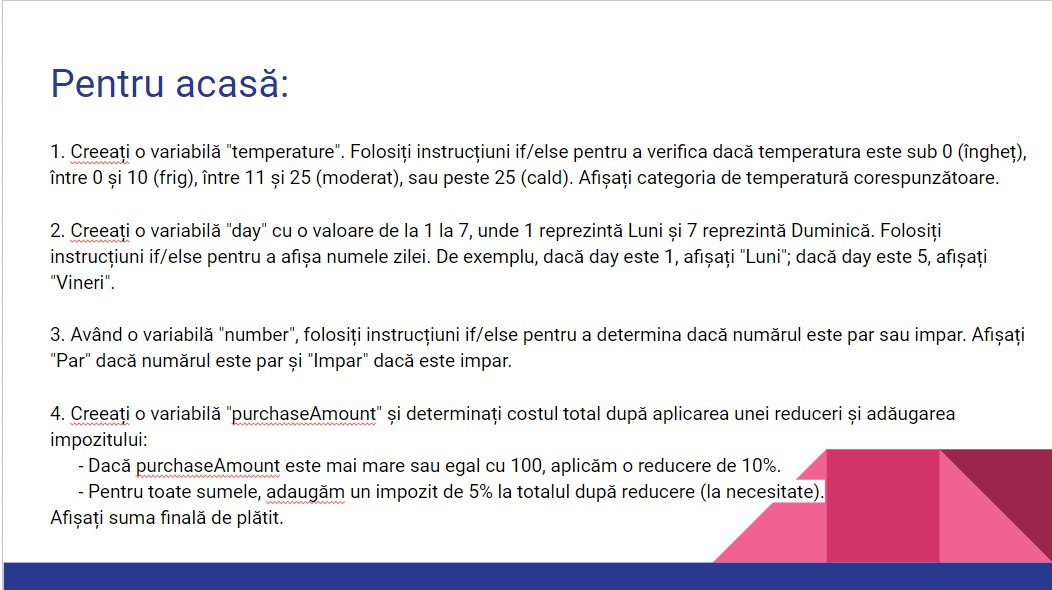 Pentru acasă:
1. Creeați o variabilă "temperature". Folosiți instrucțiuni if/else pentru a verifica dacă temperatura este sub 0 (îngheț),
între 0 și 10 (frig), între 11 și 25 (moderat), sau peste 25 (cald). Afișați categoria de temperatură corespunzătoare.
2. Creeați o variabilă "day" cu o valoare de la 1 la 7, unde 1 reprezintă Luni și 7 reprezintă Duminică. Folosiți
instrucțiuni if/else pentru a afișa numele zilei. De exemplu, dacă day este 1, afișați "Luni"; dacă day este 5, afișați
"Vineri".
3. Având o variabilă "number", folosiți instrucțiuni if/else pentru a determina dacă numărul este par sau impar. Afișați
"Par" dacă numărul este par și "Impar" dacă este impar.
4. Creeați o variabilă "purchaseAmount" și determinați costul total după aplicarea unei reduceri și adăugarea
impozitului:
- Dacă purchaseAmount este mai mare sau egal cu 100, aplicăm o reducere de 10%.
- Pentru toate sumele, adaugăm un impozit de 5% la totalul după reducere (la necesitate).
Afișați suma finală de plătit.